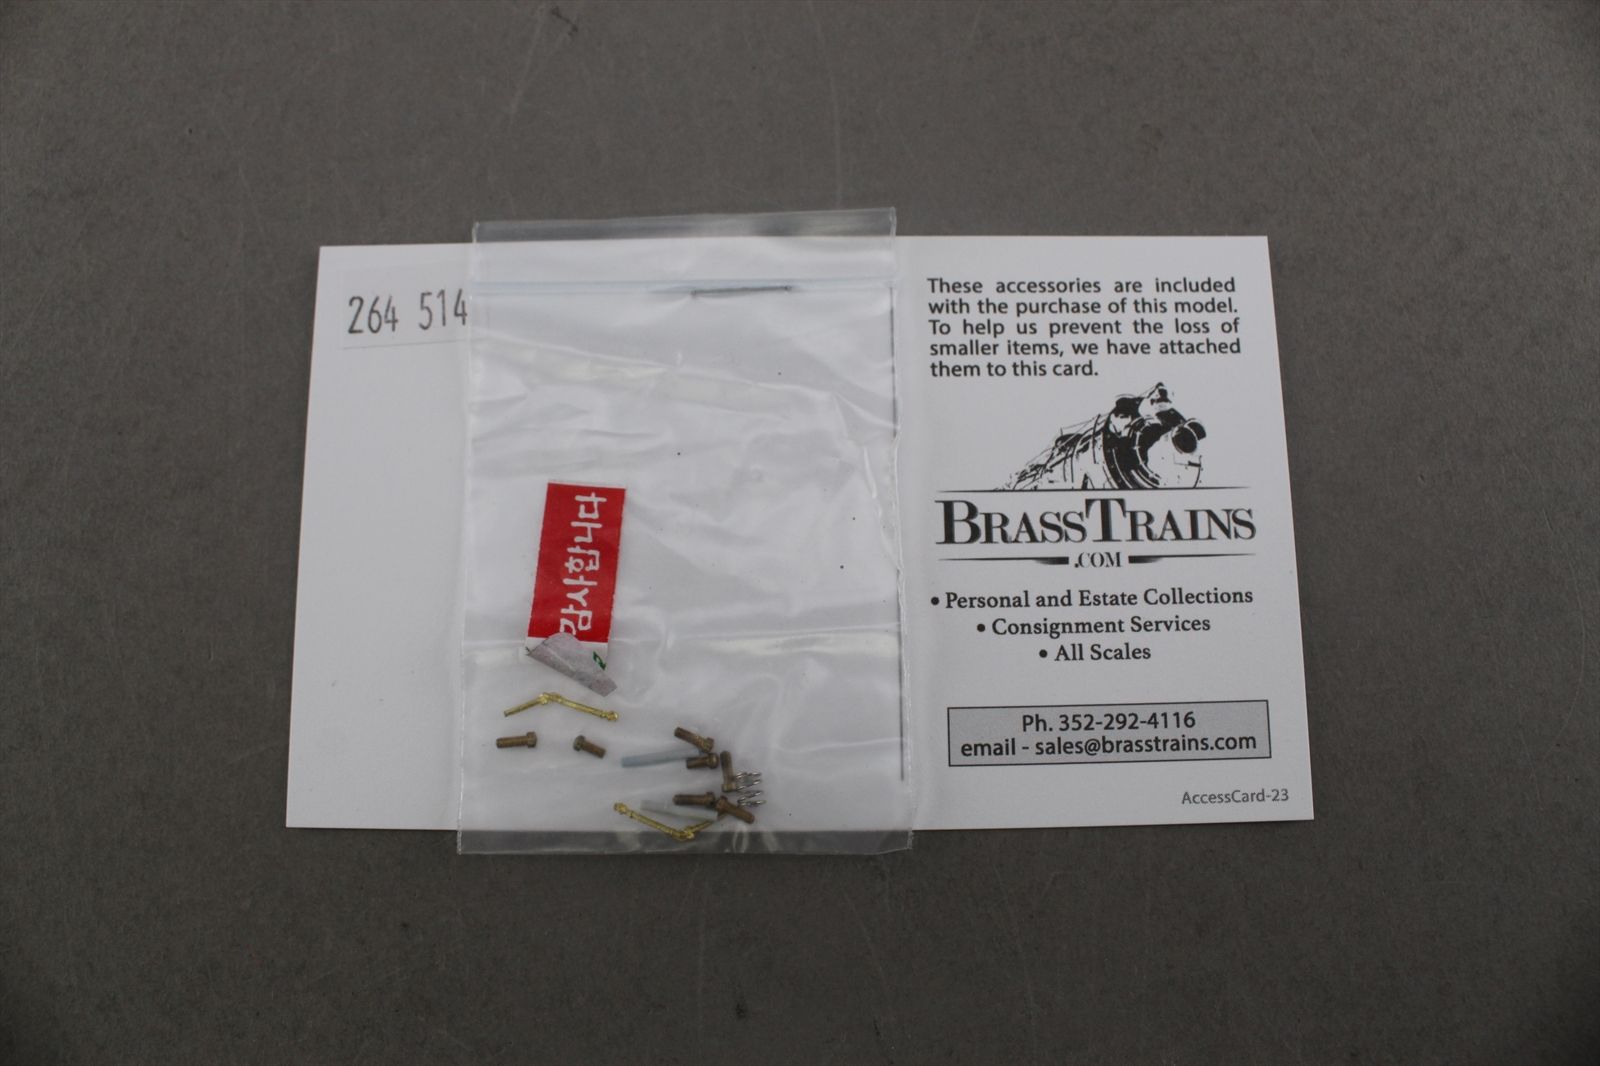 264 514
감사합니다
These accessories are included
with the purchase of this model.
To help us prevent the loss of
smaller items, we have attached
them to this card.
BRASSTRAINS
.COM
• Personal and Estate Collections
• Consignment Services
• All Scales
Ph. 352-292-4116
email - sales@brasstrains.com
AccessCard-23